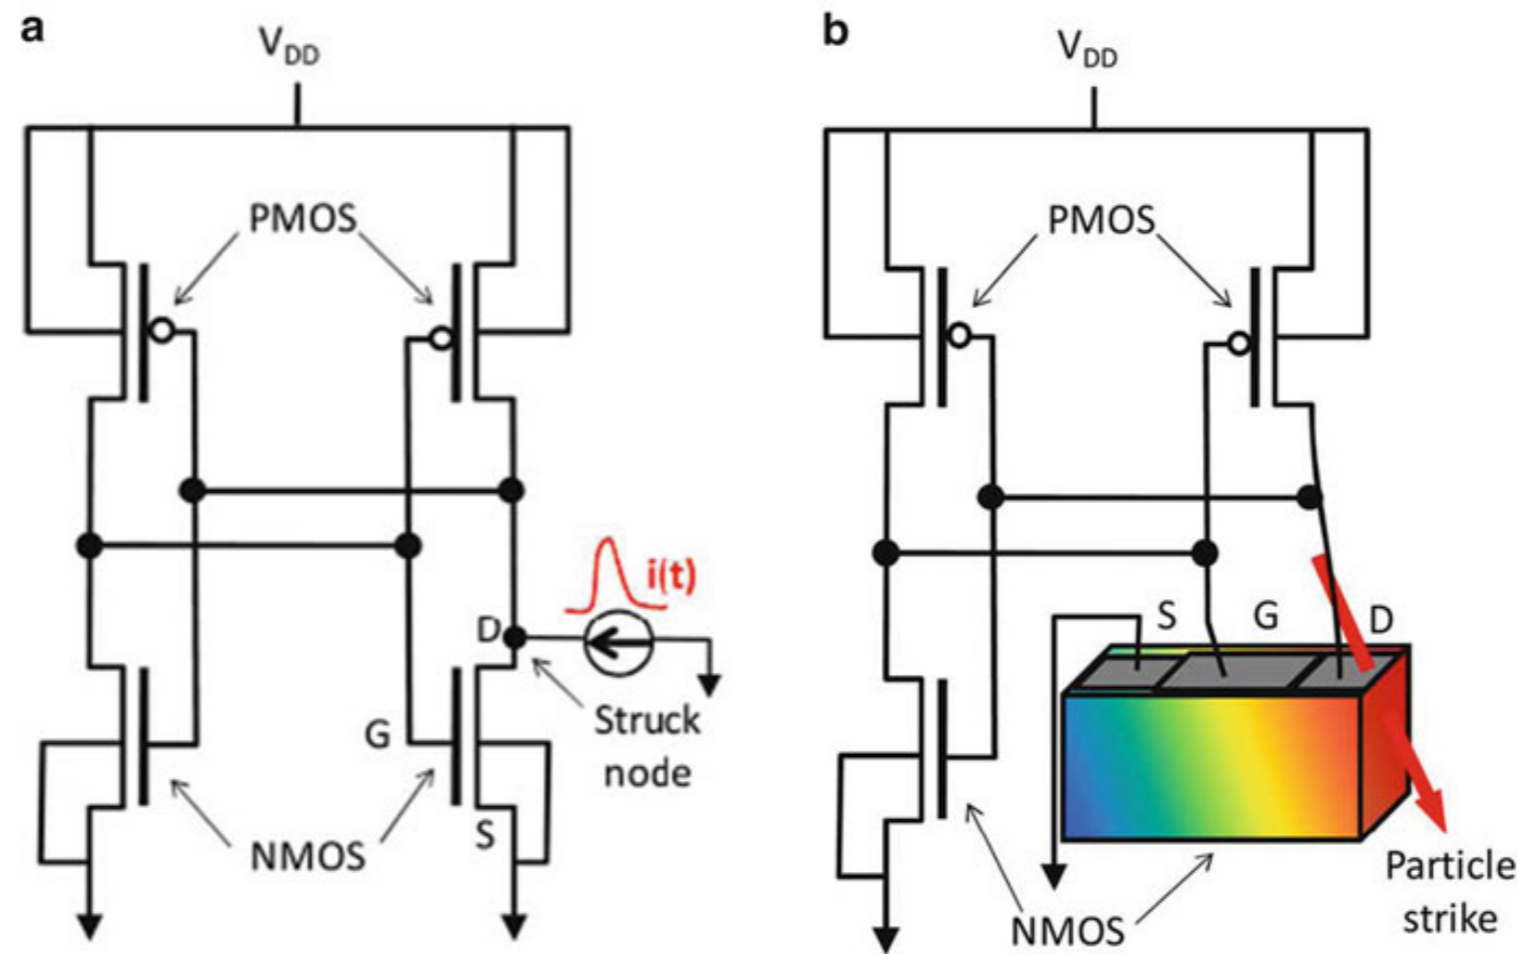 a
V_DD
PMOS
i(t)
D
Struck
node
G
S
NMOS
b
V_DD
PMOS
S
G
D
Particle
strike
NMOS